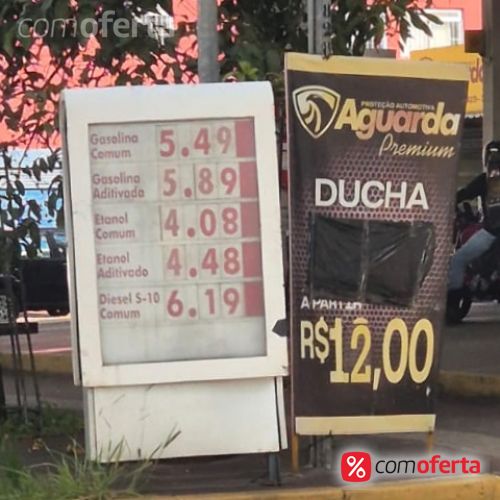 comoferta
Gasolina Comum 5.49
Gasolina Aditivada 5.89
Etanol Comum 4.08
Etanol Aditivado 4.48
Diesel S-10 Comum 6.19
PROTEÇÃO AUTOMOTIVA
Aguarda
Premium
DUCHA
A PARTIR
R$12,00
% comoferta